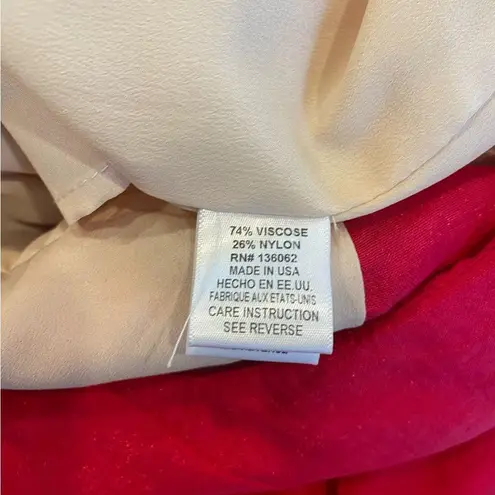 74% VISCOSE
26% NYLON
RN# 136062
MADE IN USA
HECHO EN EE.UU.
FABRIQUE AUX ETATS-UNIS
CARE INSTRUCTION
SEE REVERSE